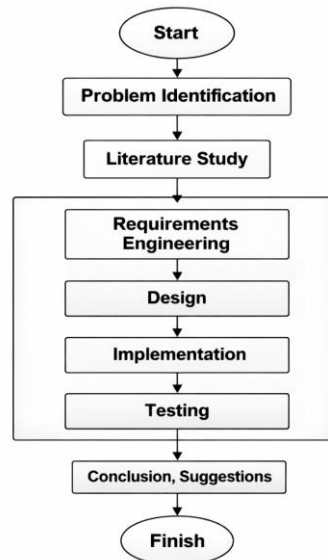 Start
Problem Identification
Literature Study
Requirements
Engineering
Design
Implementation
Testing
Conclusion, Suggestions
Finish